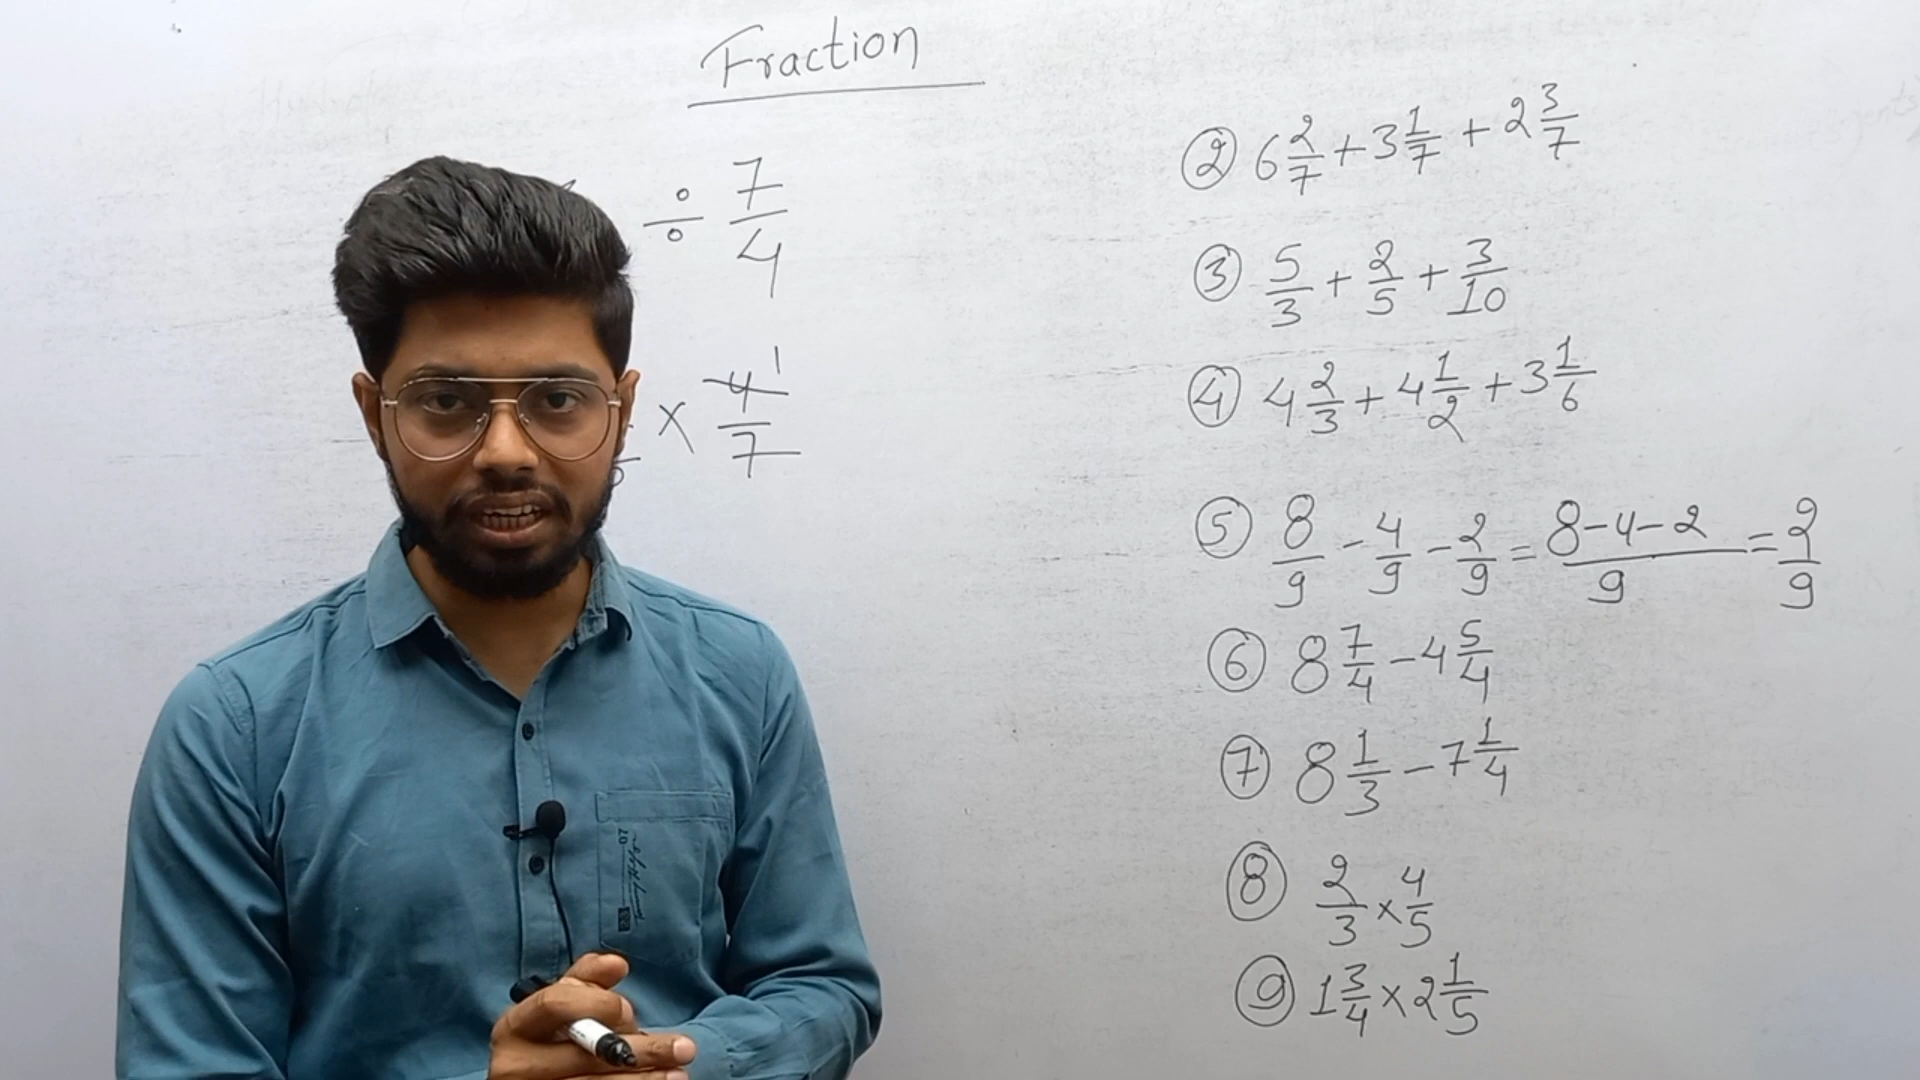 Fraction
÷ 7/4
× 4/7 1
② 6 2/7 + 3 1/7 + 2 3/7
③ 5/3 + 2/5 + 3/10
④ 4 2/3 + 4 1/2 + 3 1/6
⑤ 8/9 - 4/9 - 2/9 = 8-4-2/9 = 2/9
⑥ 8 7/4 - 4 5/4
⑦ 8 1/3 - 7 1/4
⑧ 2/3 × 4/5
⑨ 1 3/4 × 2 1/5